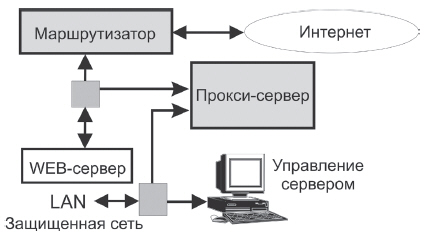 Маршрутизатор
Интернет
Прокси-сервер
WEB-сервер
Управление
сервером
LAN
Защищенная сеть